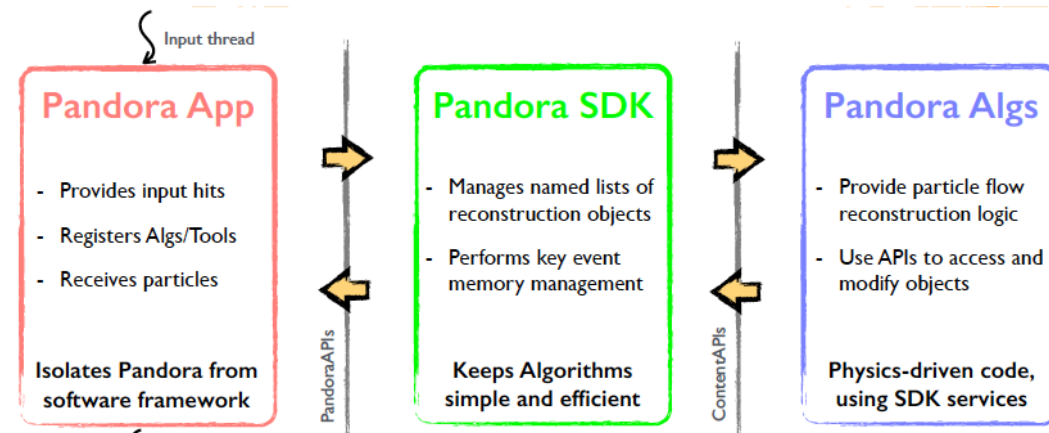 Input thread
Pandora App
- Provides input hits
- Registers Algs/Tools
- Receives particles
Isolates Pandora from
software framework
PandoraAPIs
Pandora SDK
- Manages named lists of
reconstruction objects
- Performs key event
memory management
Keeps Algorithms
simple and efficient
ContentAPIs
Pandora Algs
- Provide particle flow
reconstruction logic
- Use APIs to access and
modify objects
Physics-driven code,
using SDK services